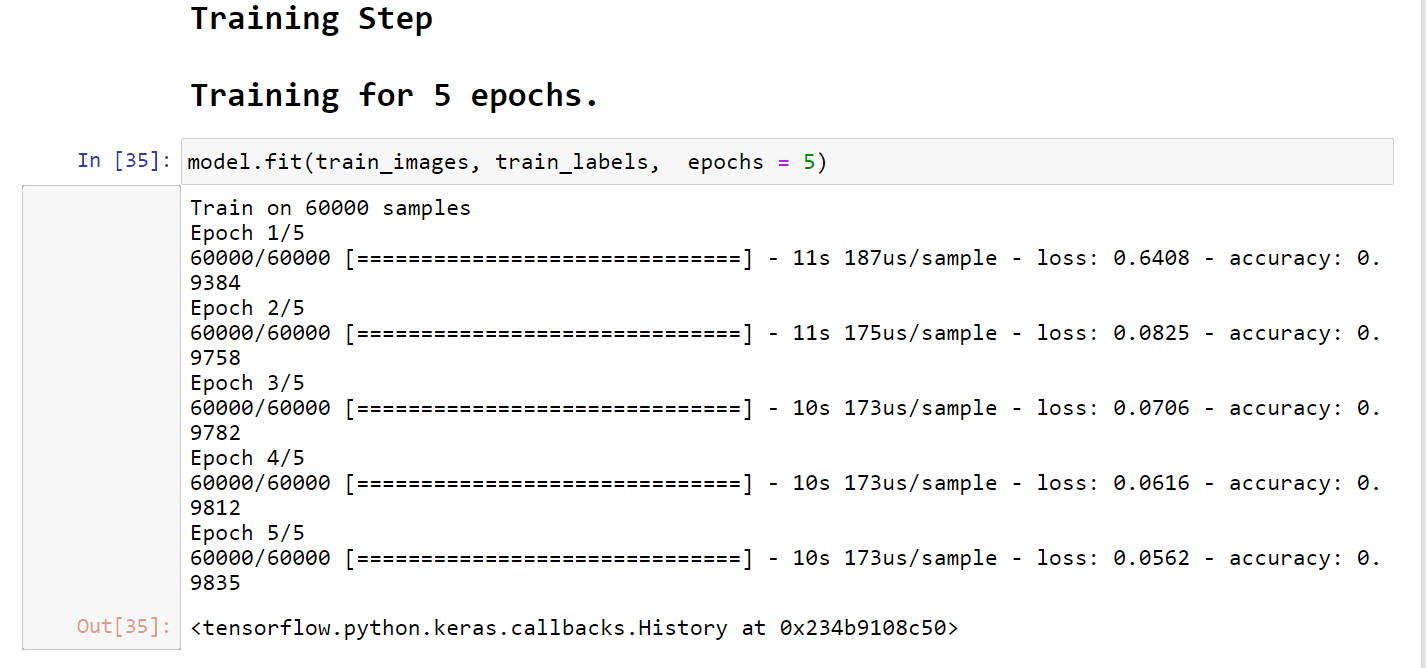 Training Step
Training for 5 epochs.
In [35]: model.fit(train_images, train_labels,  epochs = 5)
Train on 60000 samples
Epoch 1/5
60000/60000 [==============================] - 11s 187us/sample - loss: 0.6408 - accuracy: 0.
9384
Epoch 2/5
60000/60000 [==============================] - 11s 175us/sample - loss: 0.0825 - accuracy: 0.
9758
Epoch 3/5
60000/60000 [==============================] - 10s 173us/sample - loss: 0.0706 - accuracy: 0.
9782
Epoch 4/5
60000/60000 [==============================] - 10s 173us/sample - loss: 0.0616 - accuracy: 0.
9812
Epoch 5/5
60000/60000 [==============================] - 10s 173us/sample - loss: 0.0562 - accuracy: 0.
9835
Out[35]: <tensorflow.python.keras.callbacks.History at 0x234b9108c50>